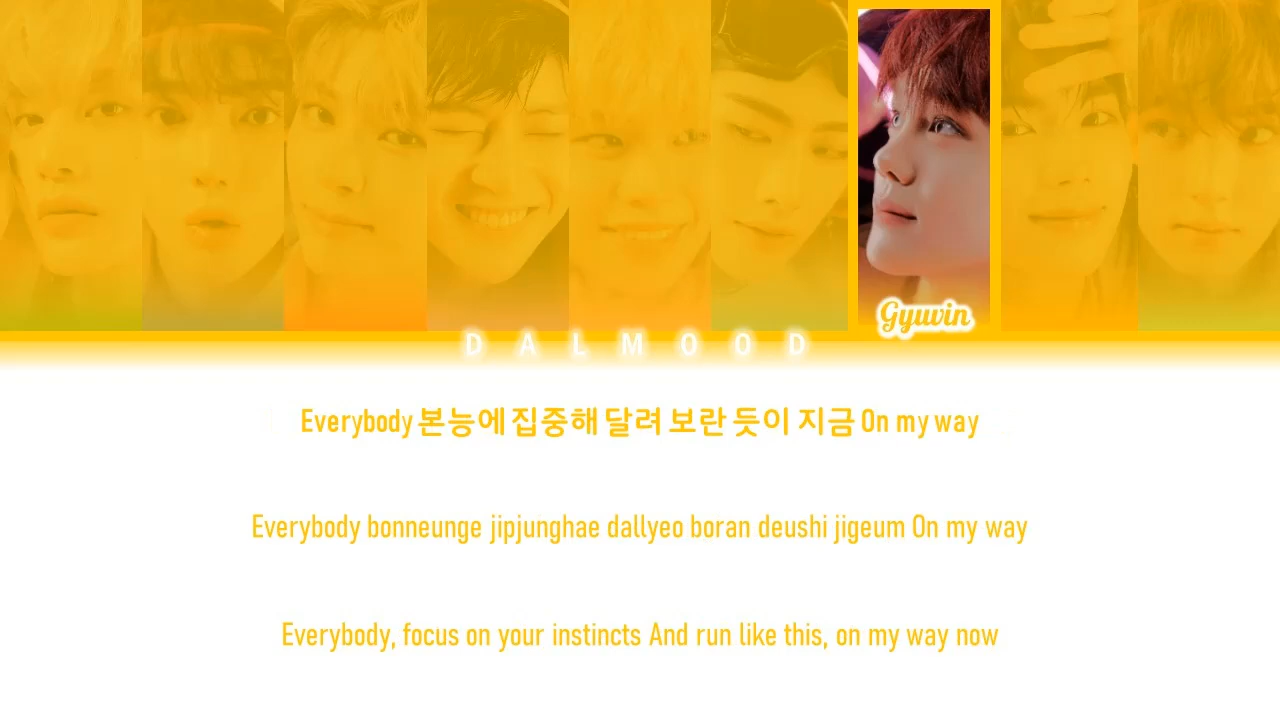 Gyuvin
DALMOOD
Everybody 본능에 집중해 달려 보란 듯이 지금 On my way
Everybody bonneunge jipjunghae dallyeo boran deushi jigeum On my way
Everybody, focus on your instincts And run like this, on my way now